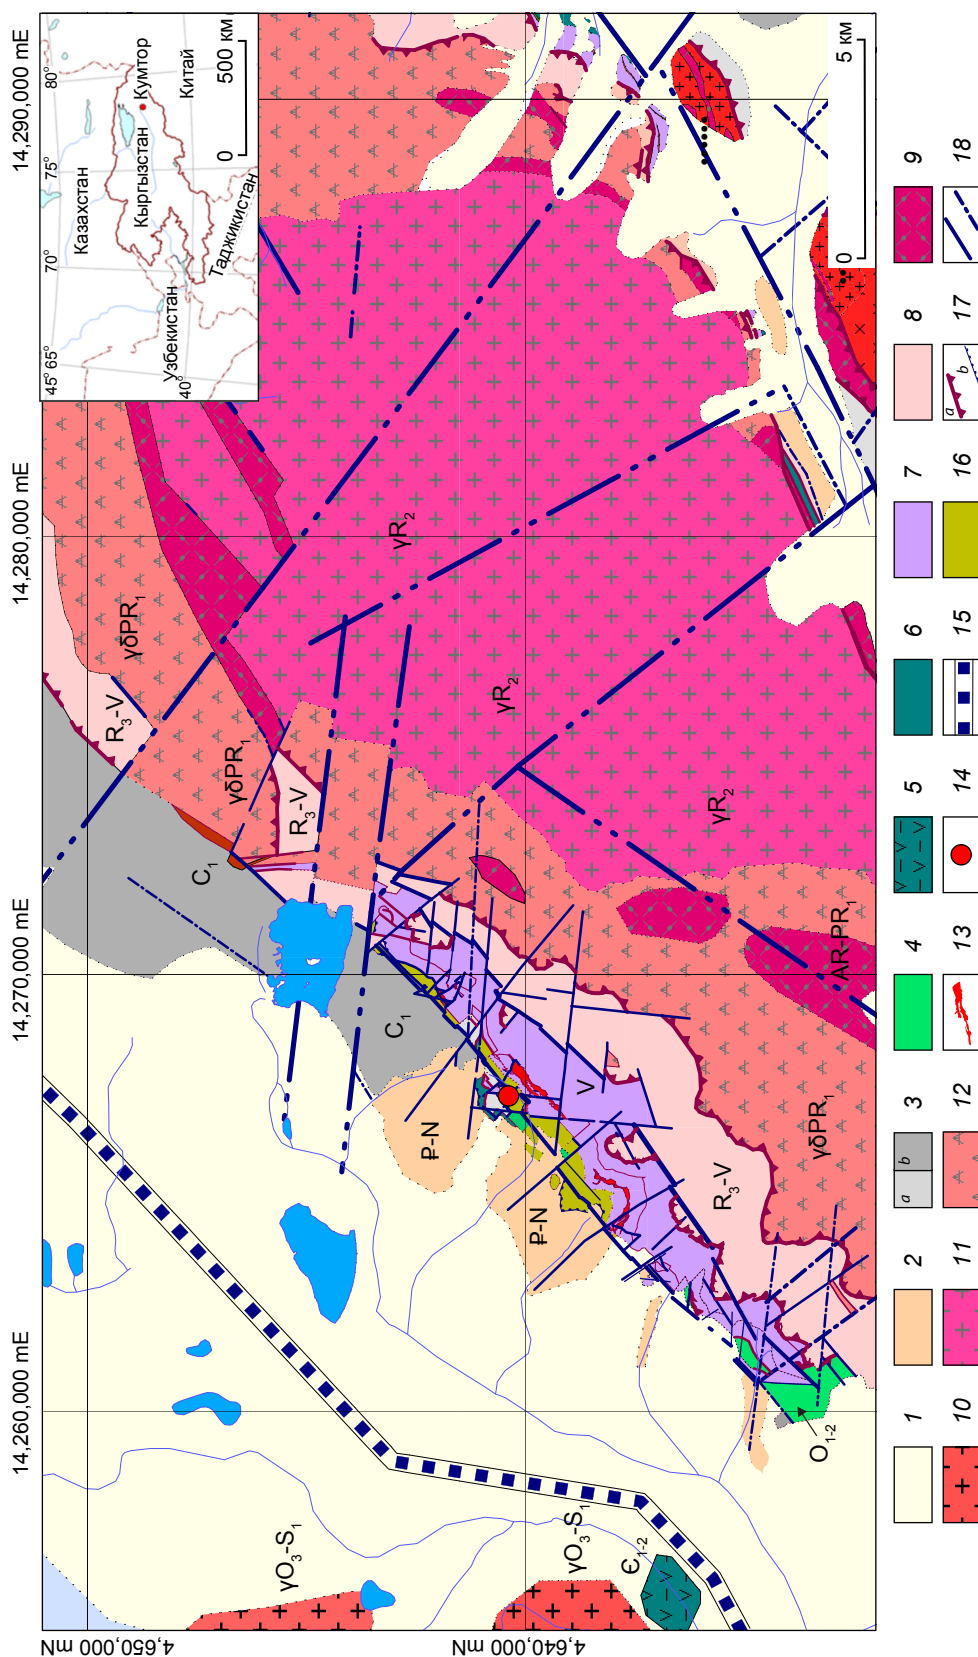 14,260,000 mE
14,270,000 mE
14,280,000 mE
14,290,000 mE
4,650,000 mN
4,640,000 mN
45°
65°
70°
75°
80°
40°
Казахстан
Узбекистан
Кыргызстан
Кумтор
Китай
Таджикистан
0 500 км
0 5 км
γO₃-S₁
γO₃-S₁
Є₁₋₂
O₁₋₂
P-N
P-N
C₁
C₁
V
R₃-V
R₃-V
R₃-V
γδPR₁
γδPR₁
γδPR₁
AR-PR₁
γR₂
γR₂
γR₂
1 2 3 4 5 6 7 8 9
a b
a
b
10 11 12 13 14 15 16 17 18